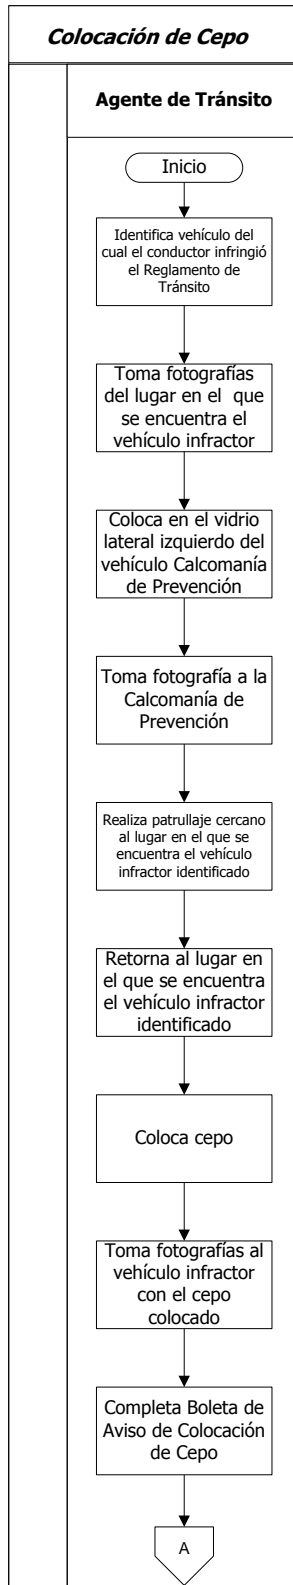 Colocación de Cepo
Agente de Tránsito
Inicio
Identifica vehículo del
cual el conductor infringió
el Reglamento de
Tránsito
Toma fotografías
del lugar en el que
se encuentra el
vehículo infractor
Coloca en el vidrio
lateral izquierdo del
vehículo Calcomanía
de Prevención
Toma fotografía a la
Calcomanía de
Prevención
Realiza patrullaje cercano
al lugar en el que se
encuentra el vehículo
infractor identificado
Retorna al lugar en
el que se encuentra
el vehículo infractor
identificado
Coloca cepo
Toma fotografías al
vehículo infractor
con el cepo
colocado
Completa Boleta de
Aviso de Colocación
de Cepo
A